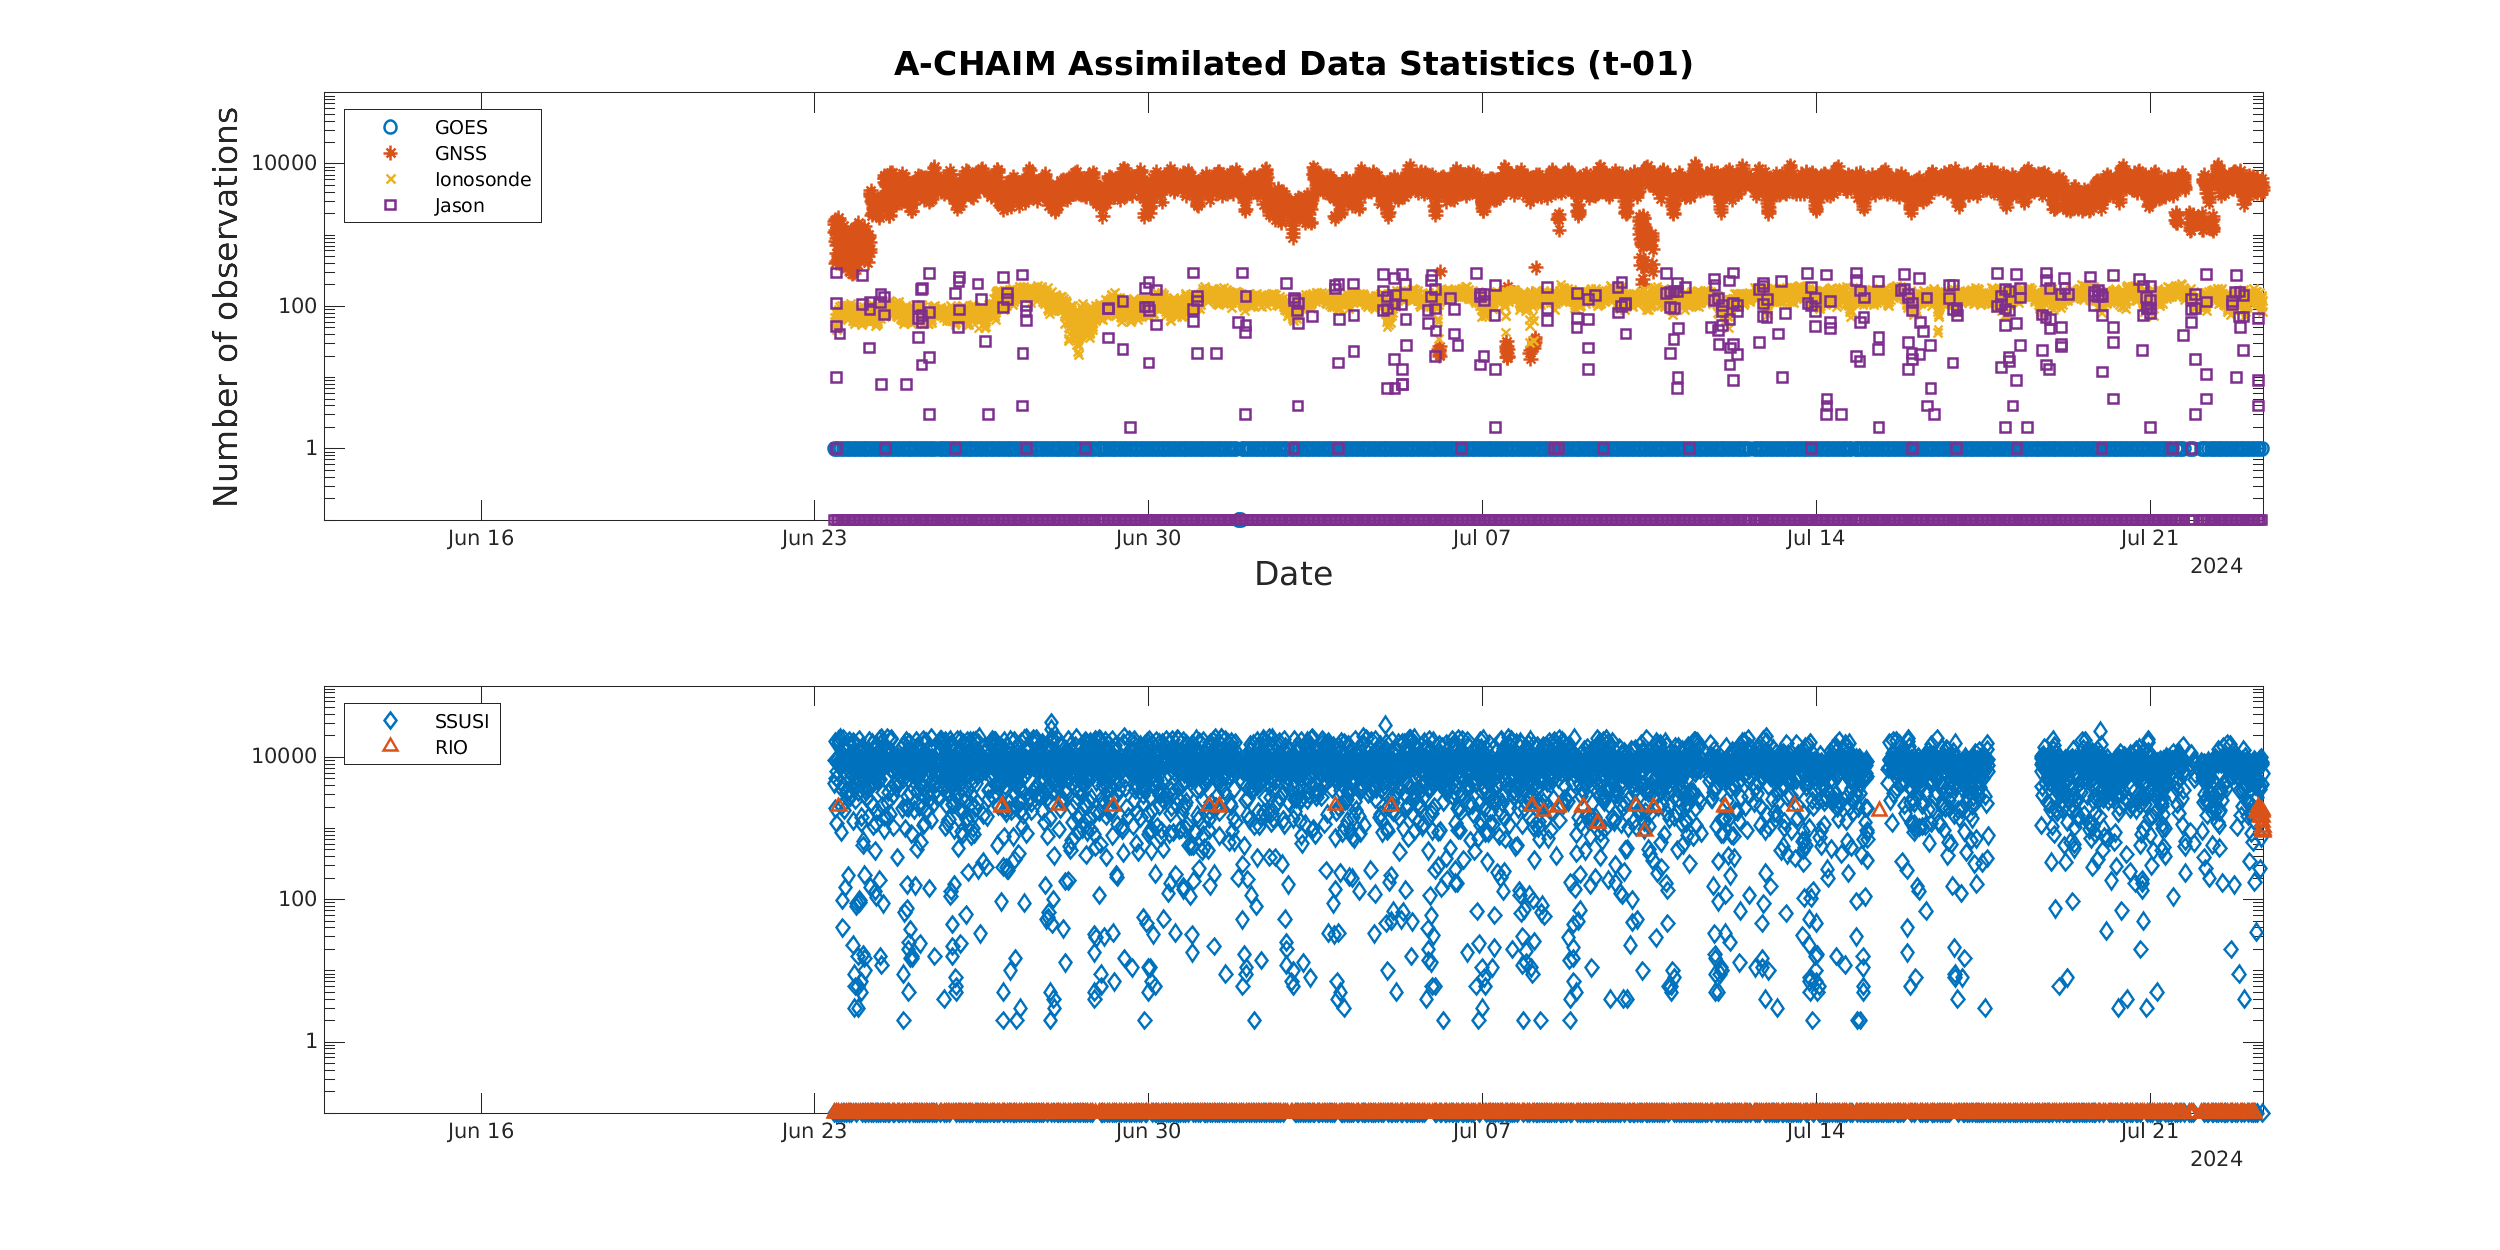 A-CHAIM Assimilated Data Statistics (t-01)
Number of observations
10000
100
1
GOES
GNSS
Ionosonde
Jason
Jun 16 Jun 23 Jun 30 Jul 07 Jul 14 Jul 21
2024
Date
10000
100
1
SSUSI
RIO
Jun 16 Jun 23 Jun 30 Jul 07 Jul 14 Jul 21
2024